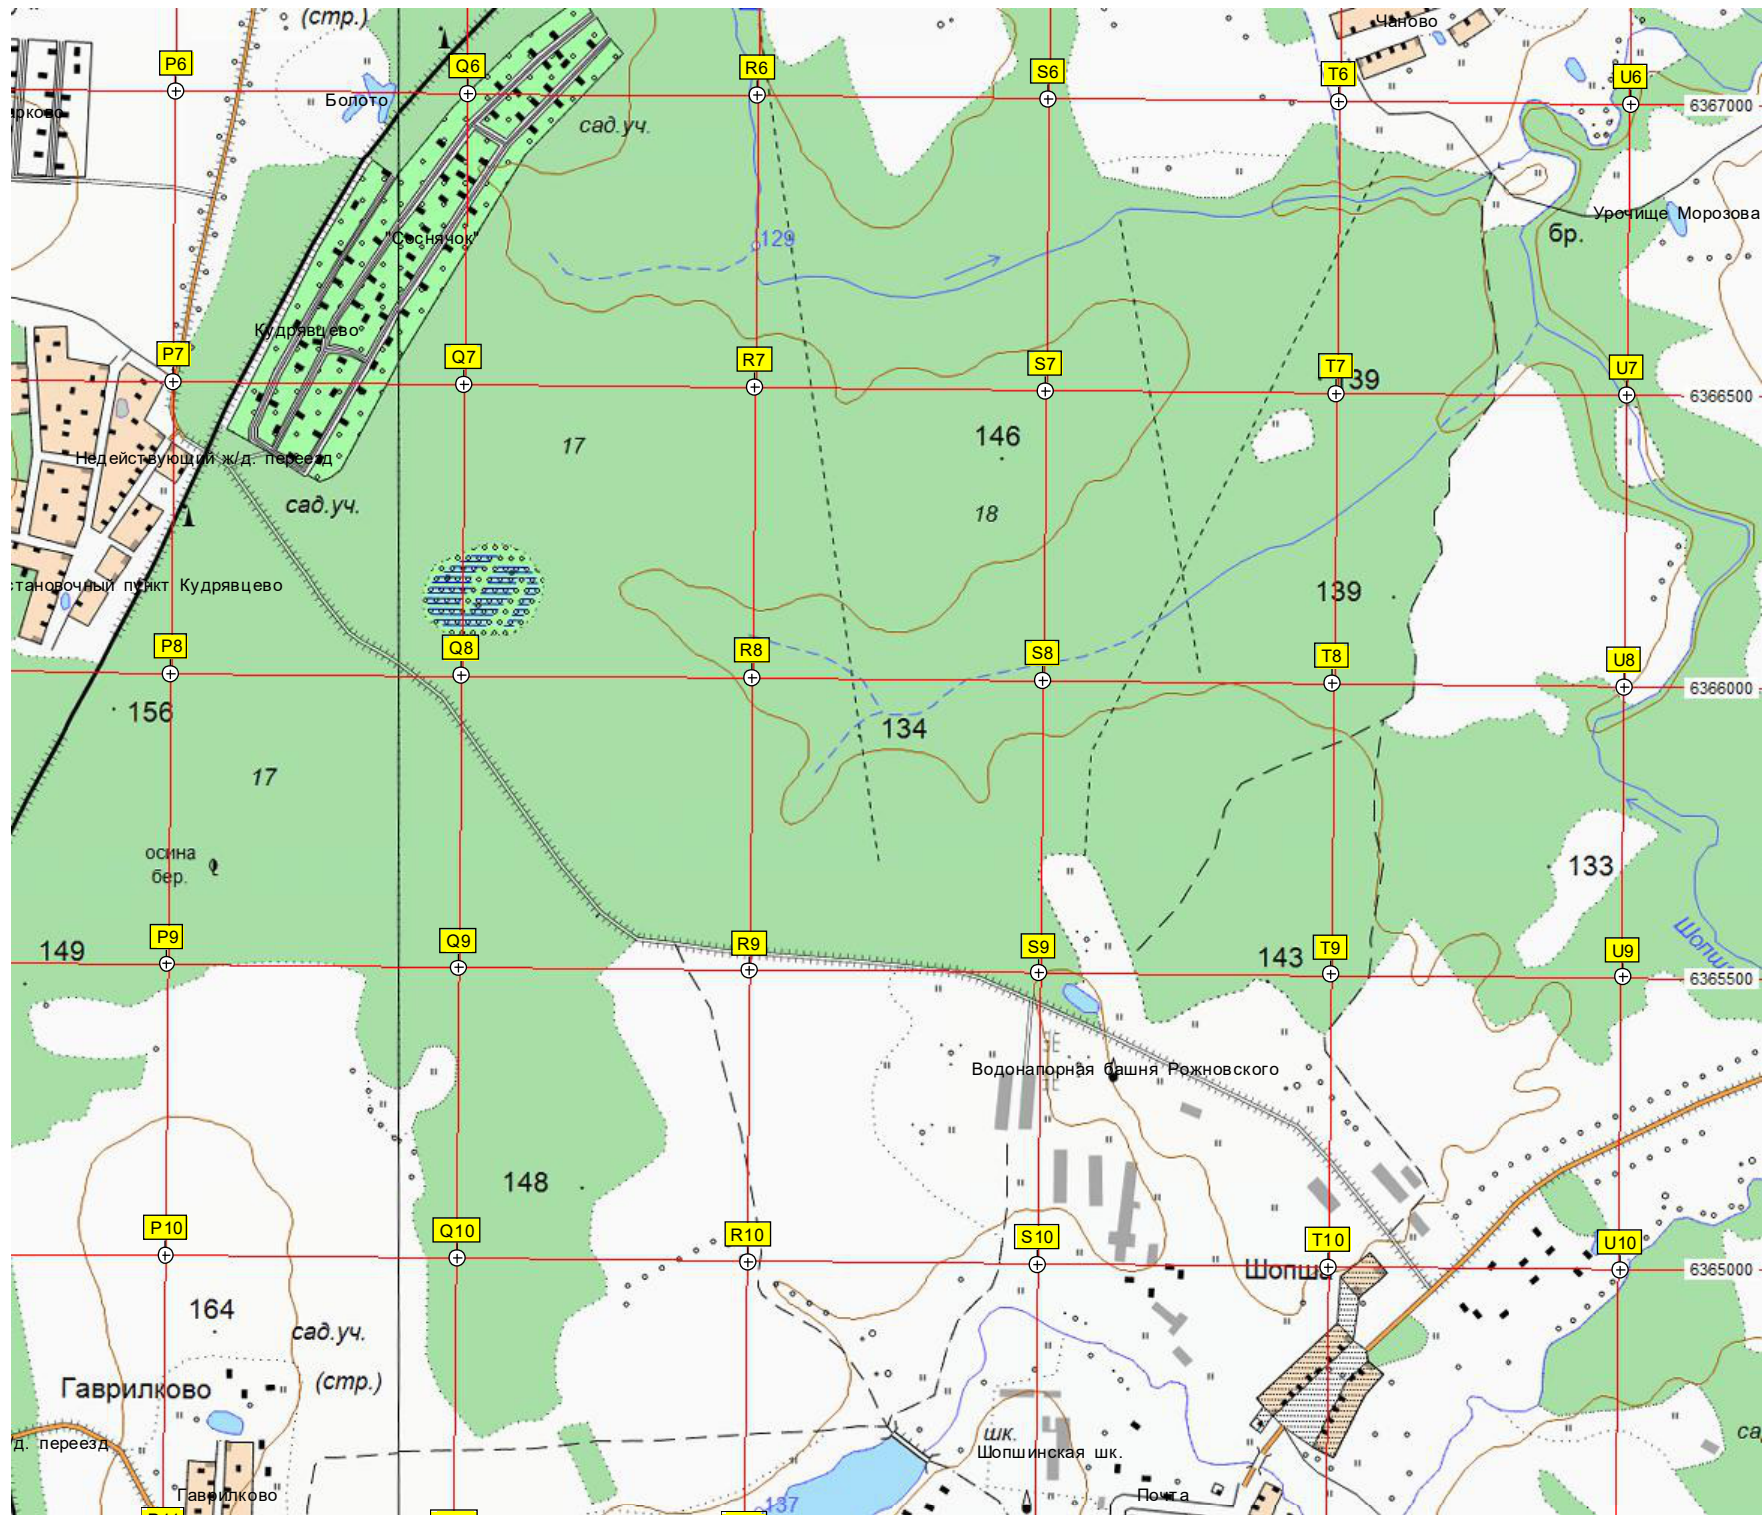 (стр.)
Чаново
P6
Q6
R6
S6
T6
U6
Болото
6367000
сад.уч.
"Соснячок"
129
Урочище Морозова
бр.
Кудрявцево
P7
Q7
R7
S7
T7
U7
39
6366500
17
146
Недействующий ж/д. переезд
сад.уч.
18
становочный пункт Кудрявцево
139
P8
Q8
R8
S8
T8
U8
6366000
156
134
17
осина
бер.
133
149
P9
Q9
R9
S9
T9
U9
143
Шопша
6365500
Водонапорная башня Рожновского
148
P10
Q10
R10
S10
T10
U10
Шопша
6365000
164
сад.уч.
(стр.)
Гаврилково
/д. переезд
шк.
Шопшинская шк.
Гаврилково
137
Почта